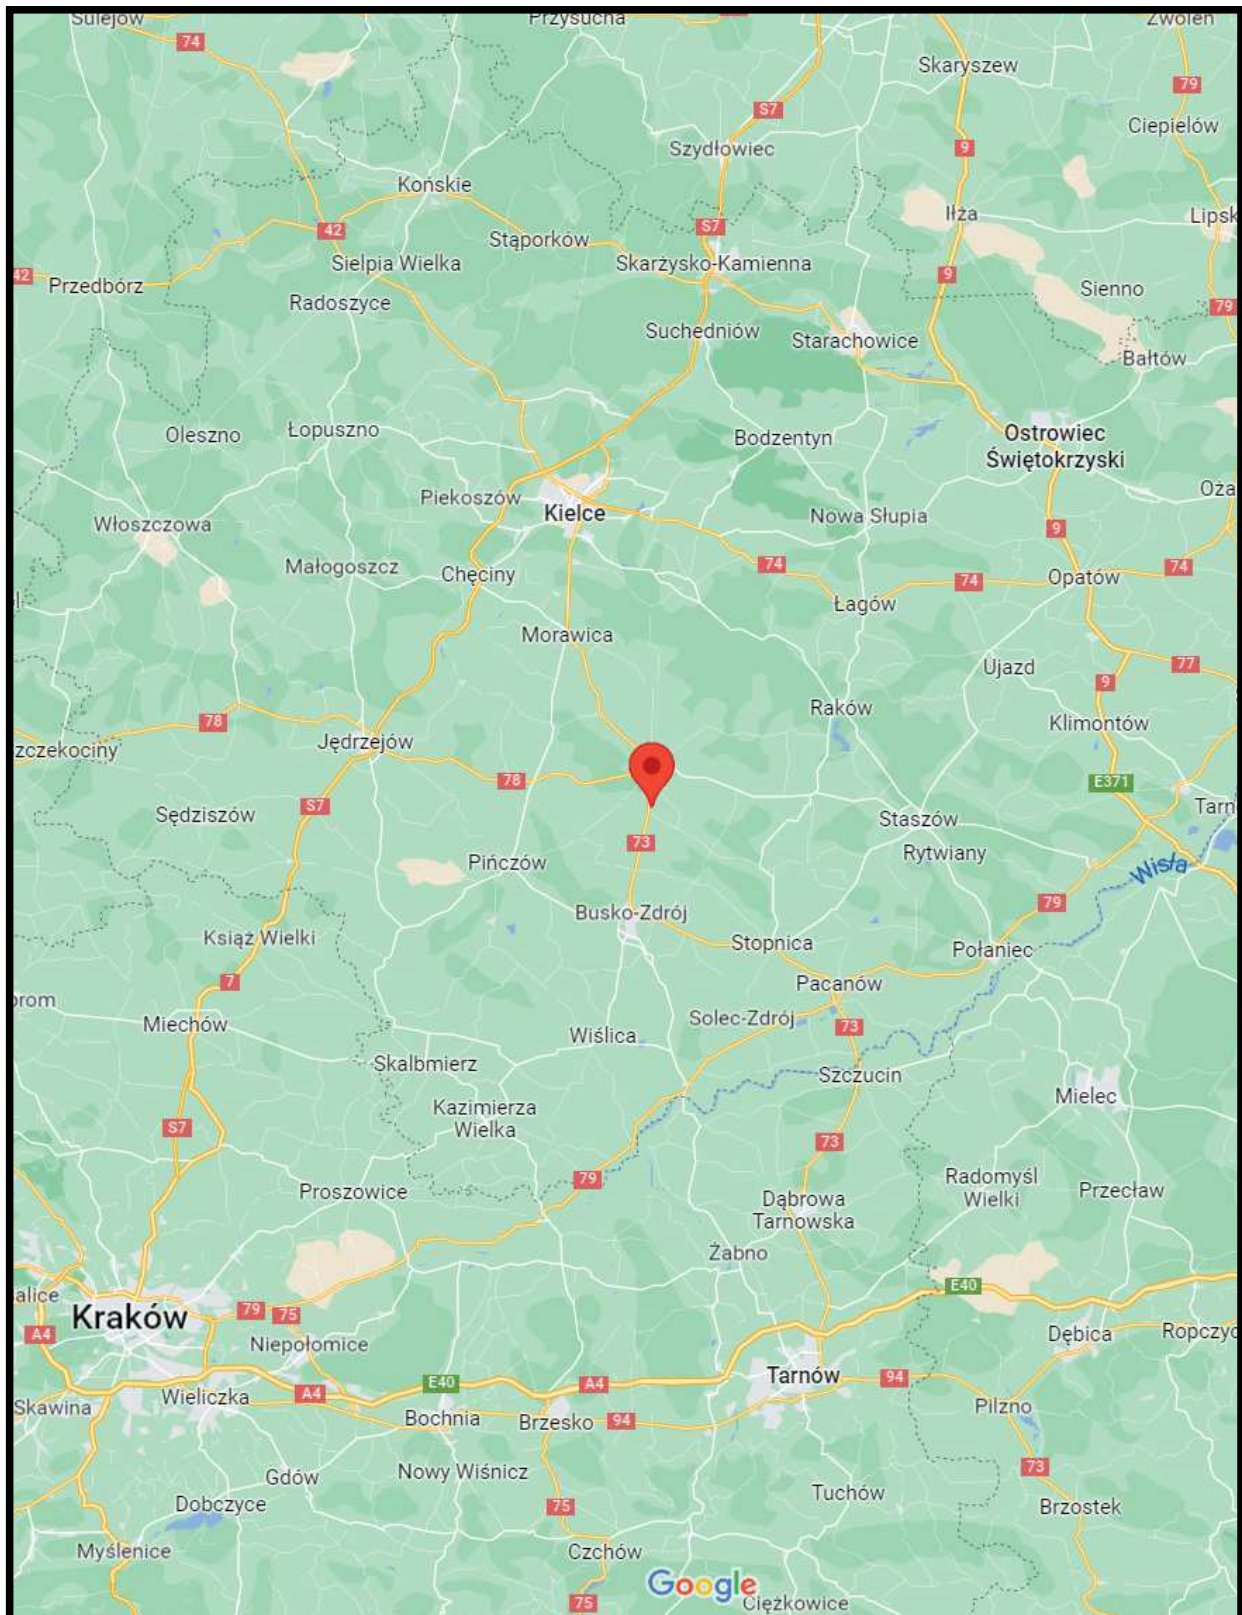 Sulejów
Przysucha
Zwoleń
74
Skaryszew
79
S7
Ciepielów
Szydłowiec
9
Końskie
Iłża
Lipsk
S7
42
Stąporków
Sielpia Wielka
Skarżysko-Kamienna
42
Przedbórz
9
Sienno
Radoszyce
79
Suchedniów
Starachowice
Bałtów
Oleszno
Łopuszno
Bodzentyn
Ostrowiec
Świętokrzyski
Piekoszów
Oża
Kielce
Włoszczowa
Nowa Słupia
9
Małogoszcz
Chęciny
74
74
74
Opatów
Łagów
Morawica
Ujazd
77
9
Raków
78
Klimontów
Jędrzejów
zczekociny
78
E371
S7
Tarn
Sędziszów
Staszów
73
Rytwiany
Pińczów
Wisła
79
Busko-Zdrój
Książ Wielki
Stopnica
Połaniec
7
Pacanów
prom
Solec-Zdrój
Miechów
73
Wiślica
Skalbmierz
Szczucin
Mielec
Kazimierza
Wielka
S7
73
79
Radomyśl
Wielki
Proszowice
Przecław
Dąbrowa
Tarnowska
Żabno
E40
alice
79
75
Kraków
A4
Niepołomice
Dębica
Ropczyc
Tarnów
94
E40
A4
A4
Wieliczka
Skawina
Pilzno
Bochnia
Brzesko
94
73
Gdów
Nowy Wiśnicz
Tuchów
Dobczyce
75
Brzostek
Myślenice
Czchów
Google
75
Ciężkowice